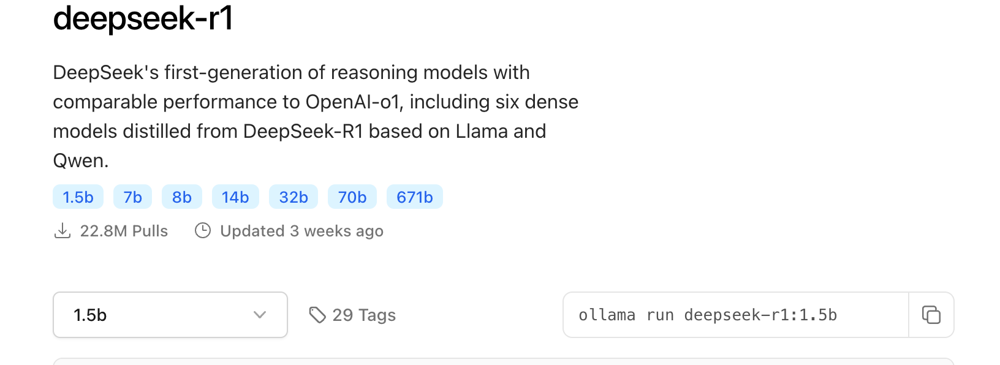 deepseek-r1
DeepSeek's first-generation of reasoning models with
comparable performance to OpenAI-o1, including six dense
models distilled from DeepSeek-R1 based on Llama and
Qwen.
1.5b 7b 8b 14b 32b 70b 671b
22.8M Pulls Updated 3 weeks ago
1.5b 29 Tags ollama run deepseek-r1:1.5b